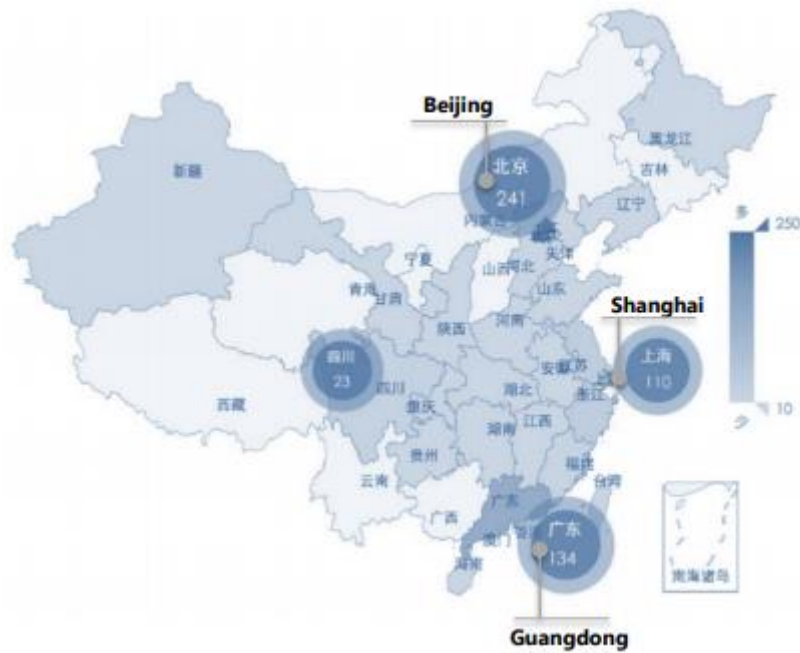 Beijing
北京
241
黑龙江
吉林
新疆
辽宁
内蒙古
多
250
北京
天津
宁夏
山西
河北
青海
甘肃
山东
Shanghai
陕西
河南
四川
23
上海
110
安徽
江苏
四川
湖北
浙江
重庆
10
少
西藏
湖南
江西
贵州
福建
云南
台湾
广东
广西
广东
134
澳门
海南
南海诸岛
Guangdong